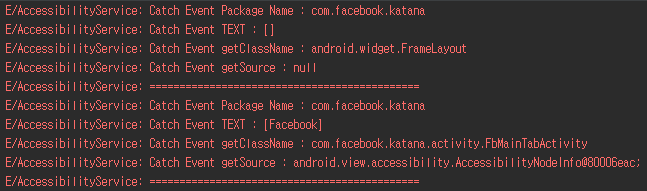 E/AccessibilityService: Catch Event Package Name : com.facebook.katana
E/AccessibilityService: Catch Event TEXT : []
E/AccessibilityService: Catch Event getClassName : android.widget.FrameLayout
E/AccessibilityService: Catch Event getSource : null
E/AccessibilityService: ============================================
E/AccessibilityService: Catch Event Package Name : com.facebook.katana
E/AccessibilityService: Catch Event TEXT : [Facebook]
E/AccessibilityService: Catch Event getClassName : com.facebook.katana.activity.FbMainTabActivity
E/AccessibilityService: Catch Event getSource : android.view.accessibility.AccessibilityNodeInfo@80006eac;
E/AccessibilityService: ============================================